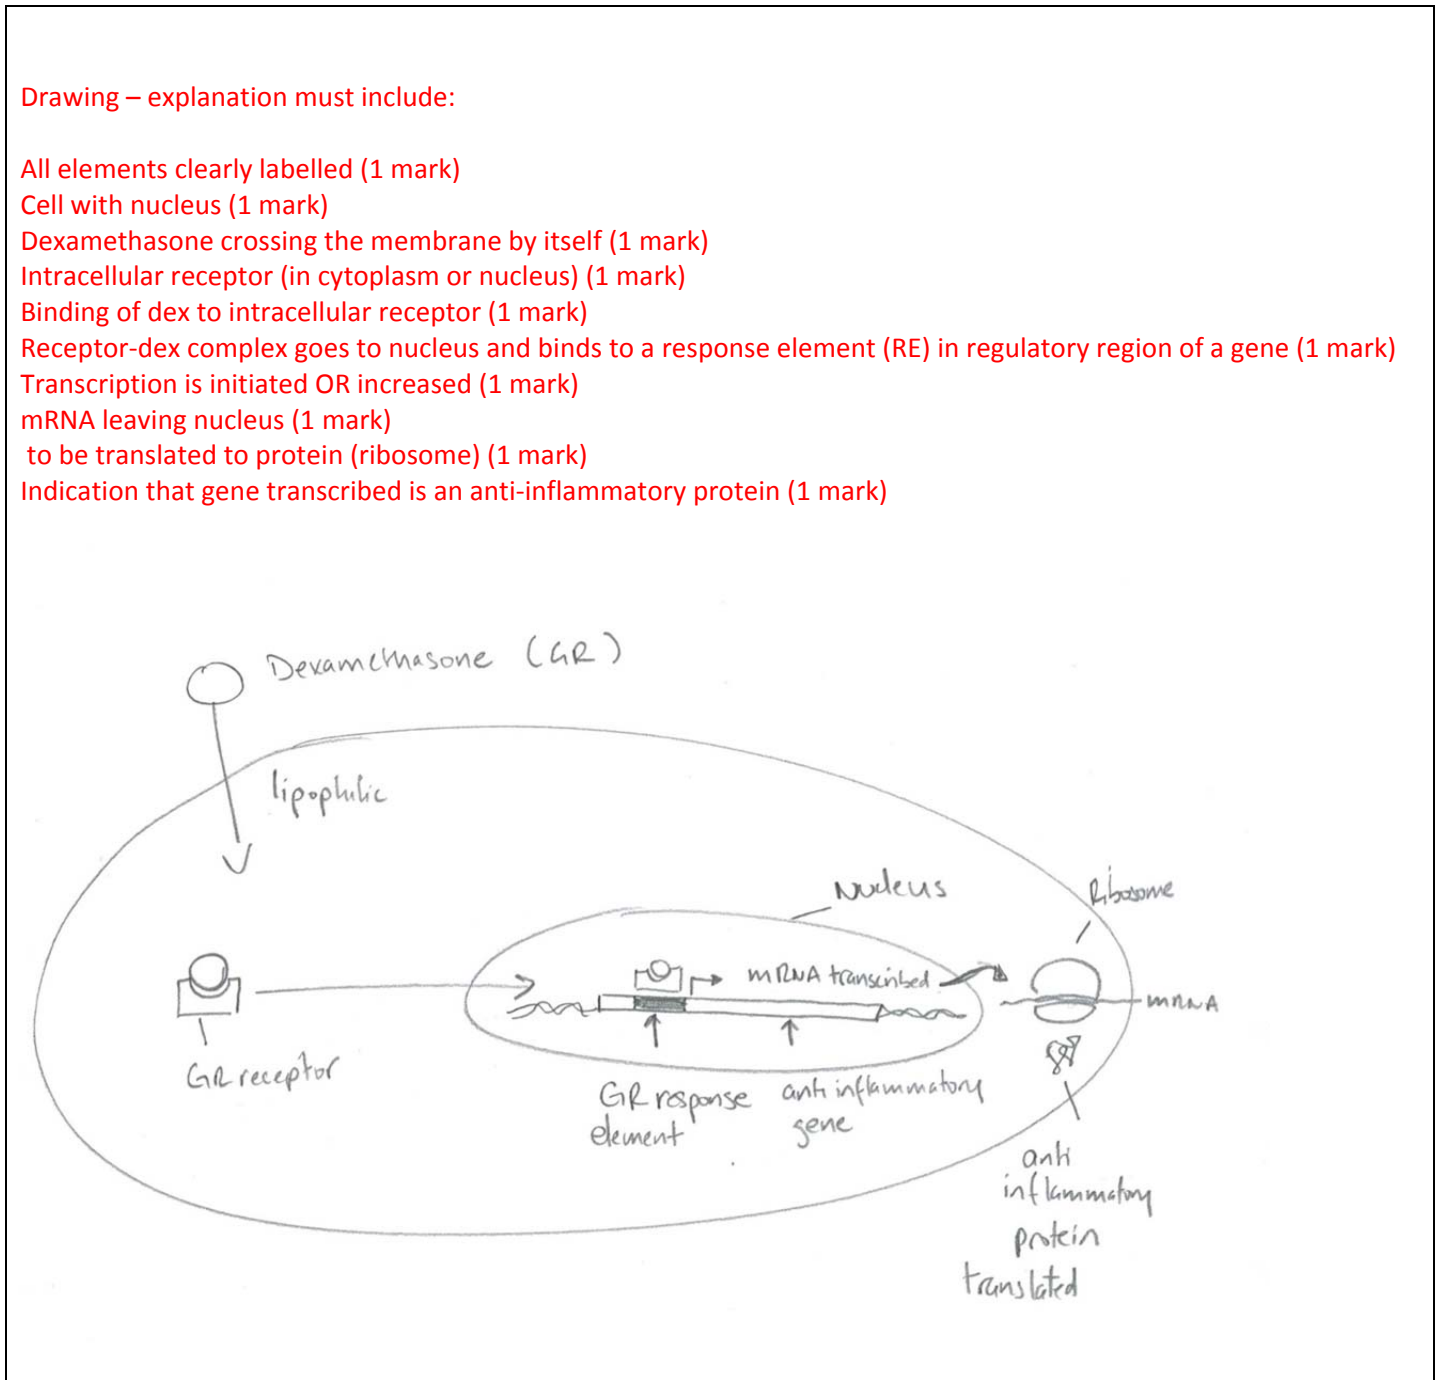 Drawing – explanation must include:
All elements clearly labelled (1 mark)
Cell with nucleus (1 mark)
Dexamethasone crossing the membrane by itself (1 mark)
Intracellular receptor (in cytoplasm or nucleus) (1 mark)
Binding of dex to intracellular receptor (1 mark)
Receptor-dex complex goes to nucleus and binds to a response element (RE) in regulatory region of a gene (1 mark)
Transcription is initiated OR increased (1 mark)
mRNA leaving nucleus (1 mark)
to be translated to protein (ribosome) (1 mark)
Indication that gene transcribed is an anti-inflammatory protein (1 mark)
Dexamethasone (GR)
lipophilic
Nucleus
Ribosome
mRNA transcribed
mRNA
GR receptor
GR response
element
anti inflammatory
gene
anti
inflammatory
protein
translated